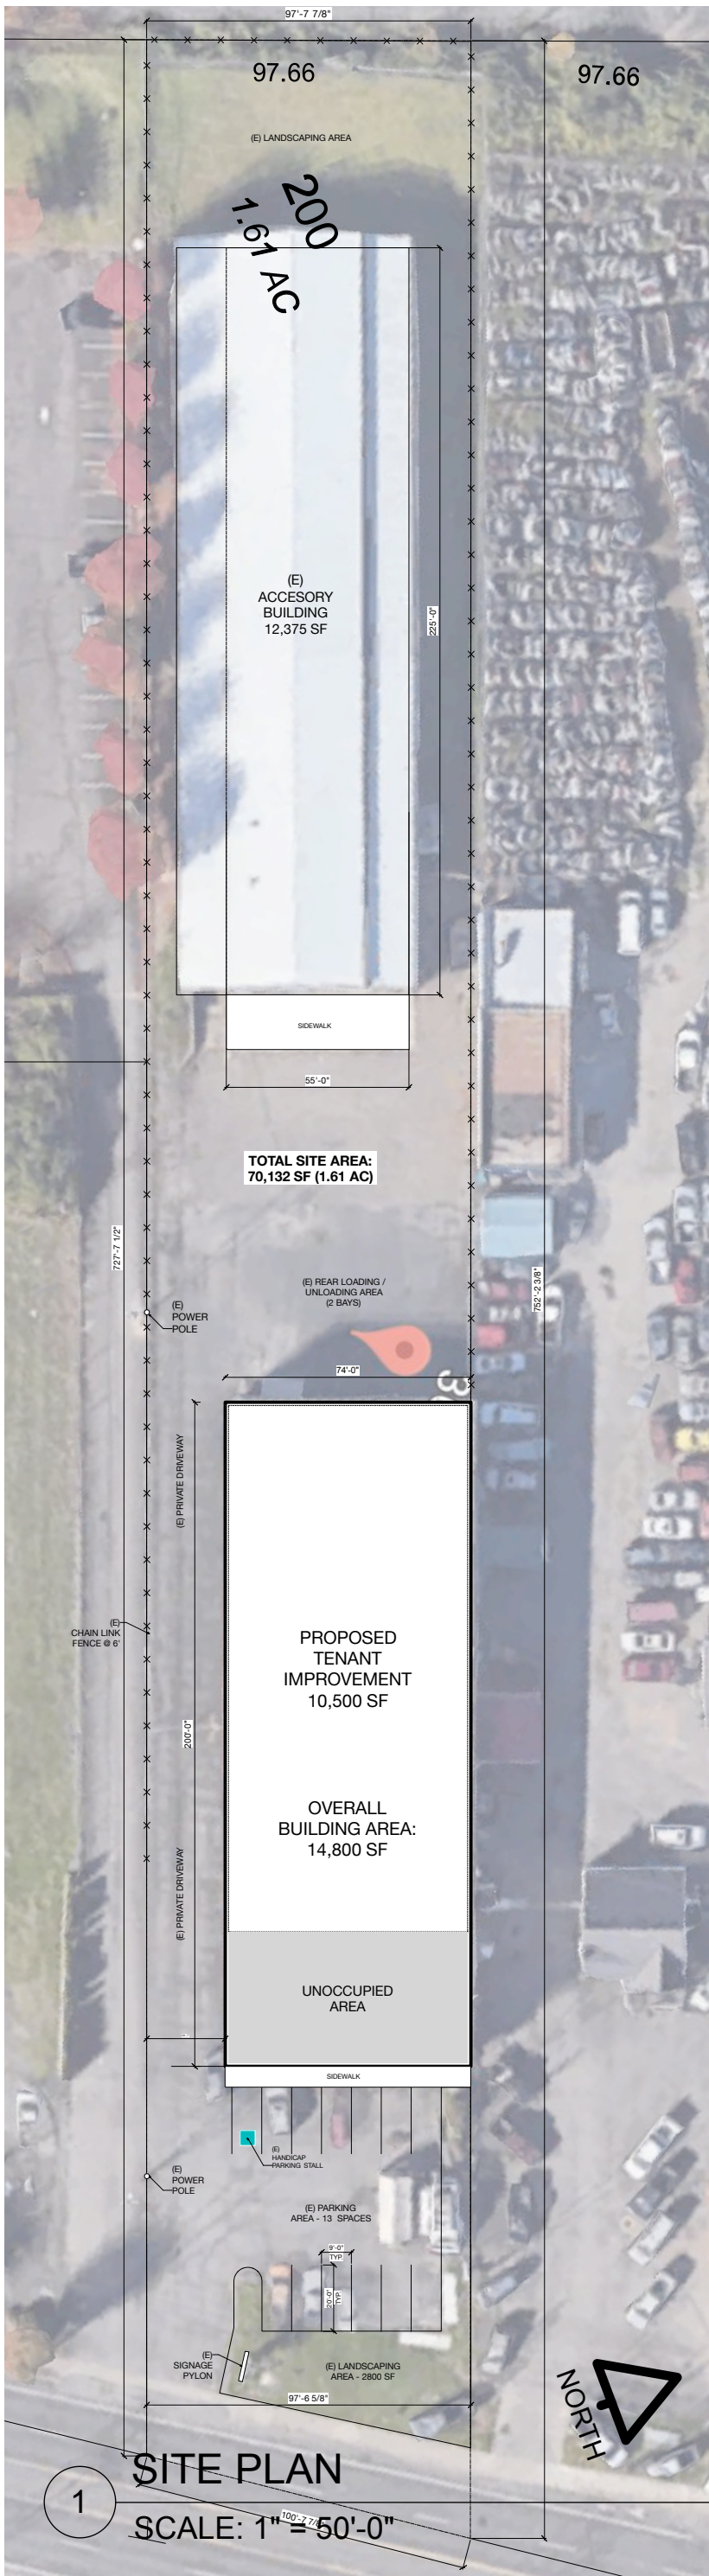 97'-7 7/8"
97.66
97.66
(E) LANDSCAPING AREA
200
1.61 AC
(E)
ACCESORY
BUILDING
12,375 SF
225'-0"
SIDEWALK
55'-0"
TOTAL SITE AREA:
70,132 SF (1.61 AC)
727'-7 1/2"
752'-2 3/8"
(E) REAR LOADING /
UNLOADING AREA
(2 BAYS)
(E)
POWER
POLE
74'-0"
(E) PRIVATE DRIVEWAY
(E)
CHAIN LINK
FENCE @ 6'
PROPOSED
TENANT
IMPROVEMENT
10,500 SF
200'-0"
OVERALL
BUILDING AREA:
14,800 SF
(E) PRIVATE DRIVEWAY
UNOCCUPIED
AREA
SIDEWALK
(E)
HANDICAP
PARKING STALL
(E)
POWER
POLE
(E) PARKING
AREA - 13 SPACES
9'-0"
TYP.
20'-0"
TYP.
(E)
SIGNAGE
PYLON
(E) LANDSCAPING
AREA - 2800 SF
97'-6 5/8"
NORTH
1
SITE PLAN
SCALE: 1" = 50'-0"
100'-7 7/8"